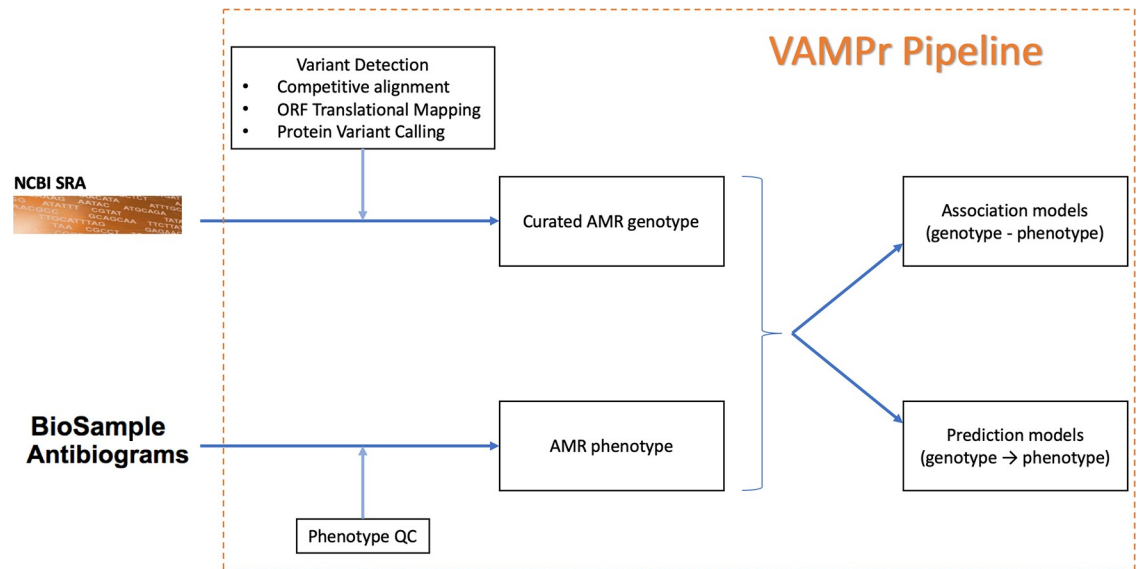 VAMPr Pipeline
Variant Detection
• Competitive alignment
• ORF Translational Mapping
• Protein Variant Calling
NCBI SRA
Curated AMR genotype
Association models
(genotype - phenotype)
BioSample
Antibiograms
AMR phenotype
Prediction models
(genotype → phenotype)
Phenotype QC